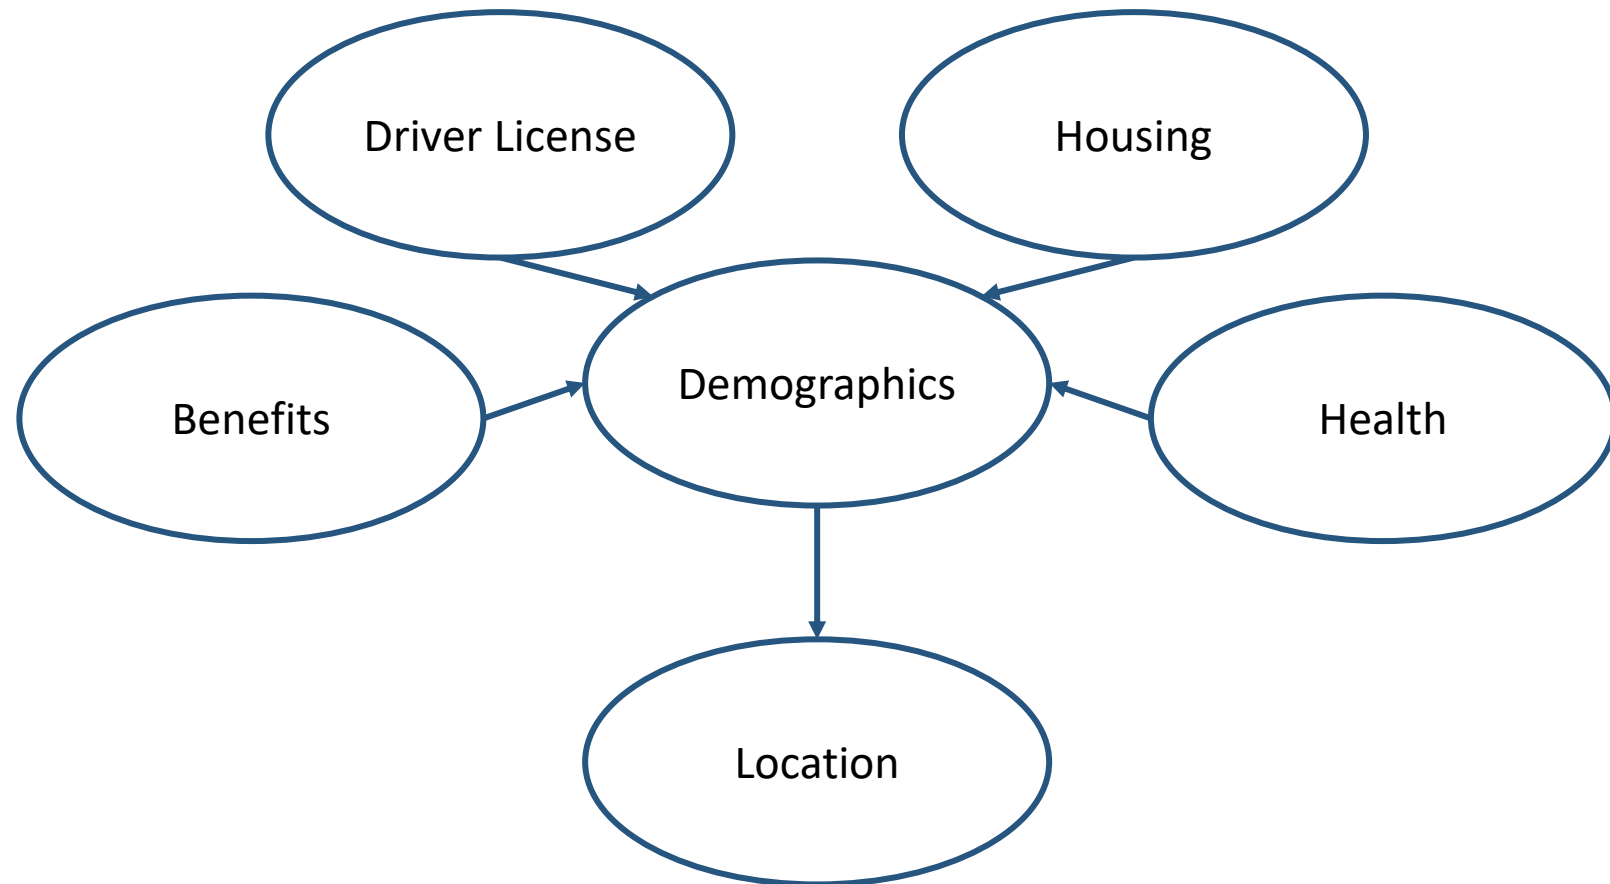 Driver License
Housing
Demographics
Benefits
Health
Location